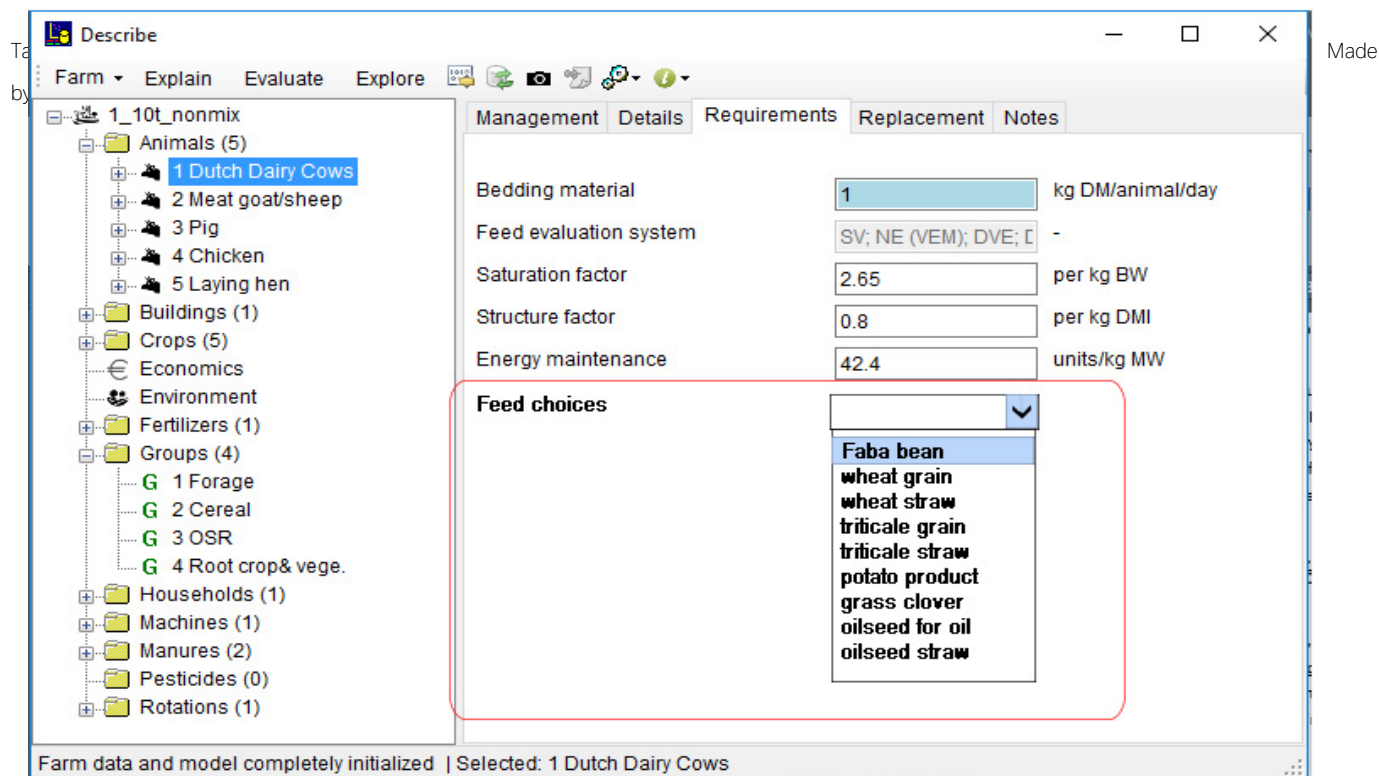 Describe
Made
Farm Explain Evaluate Explore
1_10t_nonmix
Animals (5)
1 Dutch Dairy Cows
2 Meat goat/sheep
3 Pig
4 Chicken
5 Laying hen
Buildings (1)
Crops (5)
Economics
Environment
Fertilizers (1)
Groups (4)
G 1 Forage
G 2 Cereal
G 3 OSR
G 4 Root crop& vege.
Households (1)
Machines (1)
Manures (2)
Pesticides (0)
Rotations (1)
Management Details Requirements Replacement Notes
Bedding material 1 kg DM/animal/day
Feed evaluation system SV; NE (VEM); DVE; -
Saturation factor 2.65 per kg BW
Structure factor 0.8 per kg DMI
Energy maintenance 42.4 units/kg MW
Feed choices
Faba bean
wheat grain
wheat straw
triticale grain
triticale straw
potato product
grass clover
oilseed for oil
oilseed straw
Farm data and model completely initialized | Selected: 1 Dutch Dairy Cows